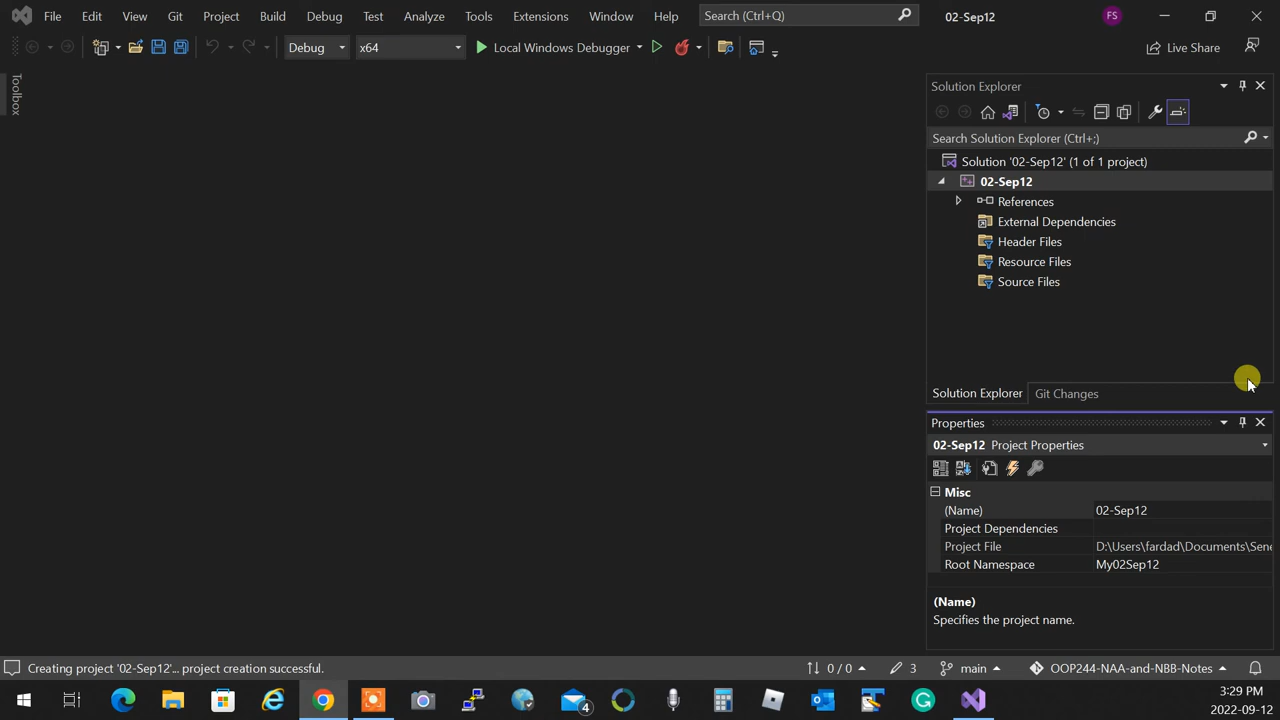 File Edit View Git Project Build Debug Test Analyze Tools Extensions Window Help Search (Ctrl+Q) 02-Sep12 FS
Debug x64 Local Windows Debugger Live Share
Toolbox
Solution Explorer
Search Solution Explorer (Ctrl+;)
Solution '02-Sep12' (1 of 1 project)
02-Sep12
References
External Dependencies
Header Files
Resource Files
Source Files
Solution Explorer Git Changes
Properties
02-Sep12 Project Properties
Misc
(Name) 02-Sep12
Project Dependencies
Project File D:\Users\fardad\Documents\Sene
Root Namespace My02Sep12
(Name)
Specifies the project name.
Creating project '02-Sep12'... project creation successful. 0 / 0 3 main OOP244-NAA-and-NBB-Notes
4
3:29 PM
2022-09-12